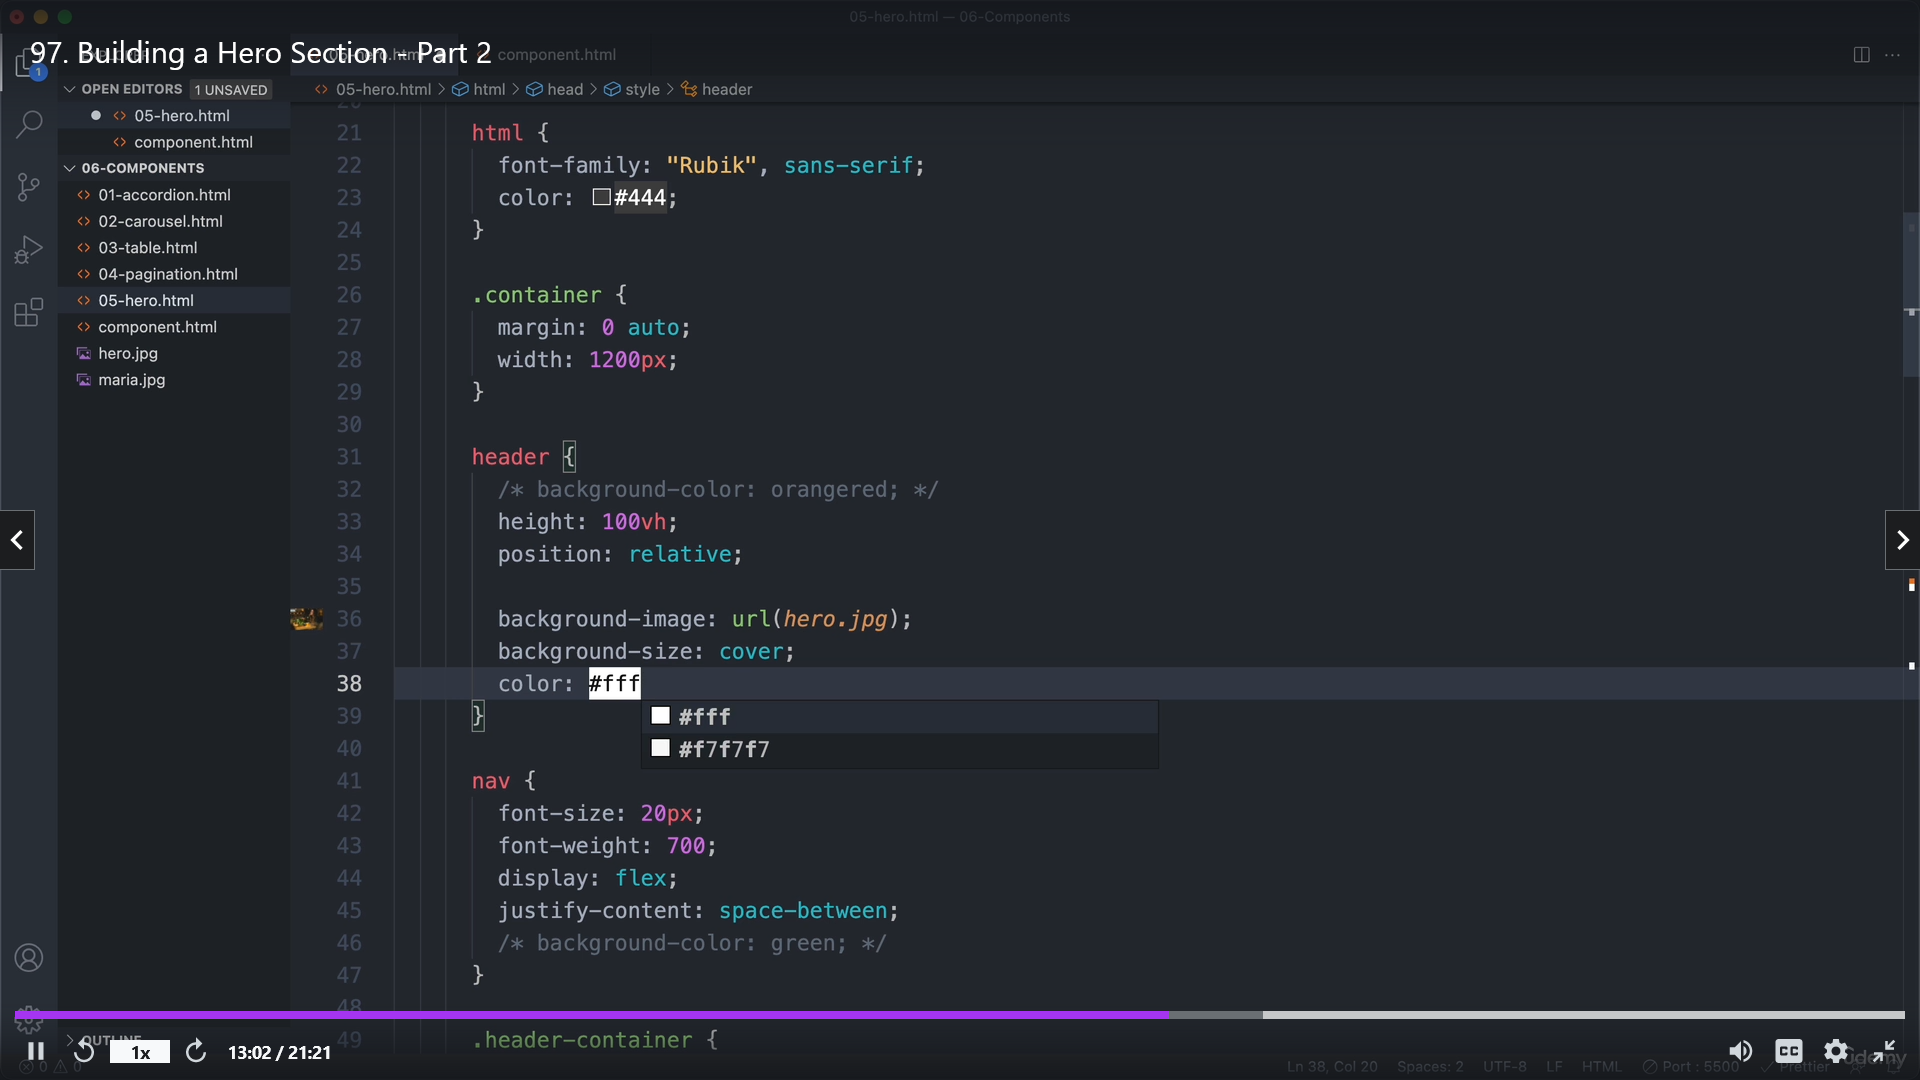 05-hero.html — 06-Components
97. Building a Hero Section - Part 2
component.html
1
OPEN EDITORS 1 UNSAVED
05-hero.html > html > head > style > header
05-hero.html
component.html
06-COMPONENTS
01-accordion.html
02-carousel.html
03-table.html
04-pagination.html
05-hero.html
component.html
hero.jpg
maria.jpg
21 html {
22 font-family: "Rubik", sans-serif;
23 color: #444;
24 }
25
26 .container {
27 margin: 0 auto;
28 width: 1200px;
29 }
30
31 header {
32 /* background-color: orangered; */
33 height: 100vh;
34 position: relative;
35
36 background-image: url(hero.jpg);
37 background-size: cover;
38 color: #fff
39 }
#fff
40
#f7f7f7
41 nav {
42 font-size: 20px;
43 font-weight: 700;
44 display: flex;
45 justify-content: space-between;
46 /* background-color: green; */
47 }
48
49 .header-container {
OUTLINE
1x
13:02 / 21:21
CC
udemy
0 0
Ln 38, Col 20 Spaces: 2 UTF-8 LF HTML Port : 5500 Prettier